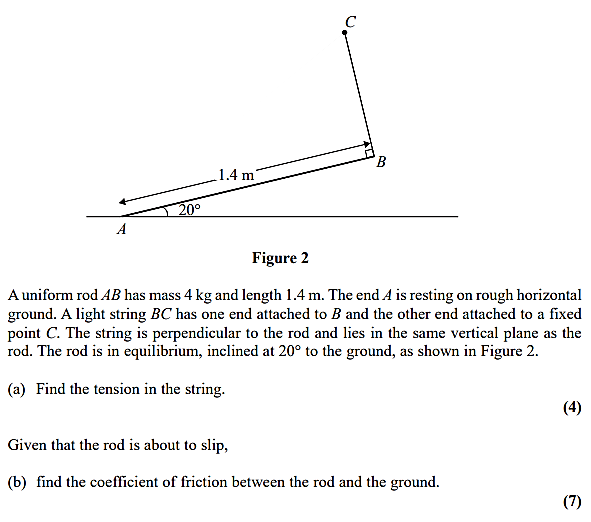 C
B
1.4 m
20°
A
Figure 2
A uniform rod AB has mass 4 kg and length 1.4 m. The end A is resting on rough horizontal
ground. A light string BC has one end attached to B and the other end attached to a fixed
point C. The string is perpendicular to the rod and lies in the same vertical plane as the
rod. The rod is in equilibrium, inclined at 20° to the ground, as shown in Figure 2.
(a) Find the tension in the string.
(4)
Given that the rod is about to slip,
(b) find the coefficient of friction between the rod and the ground.
(7)